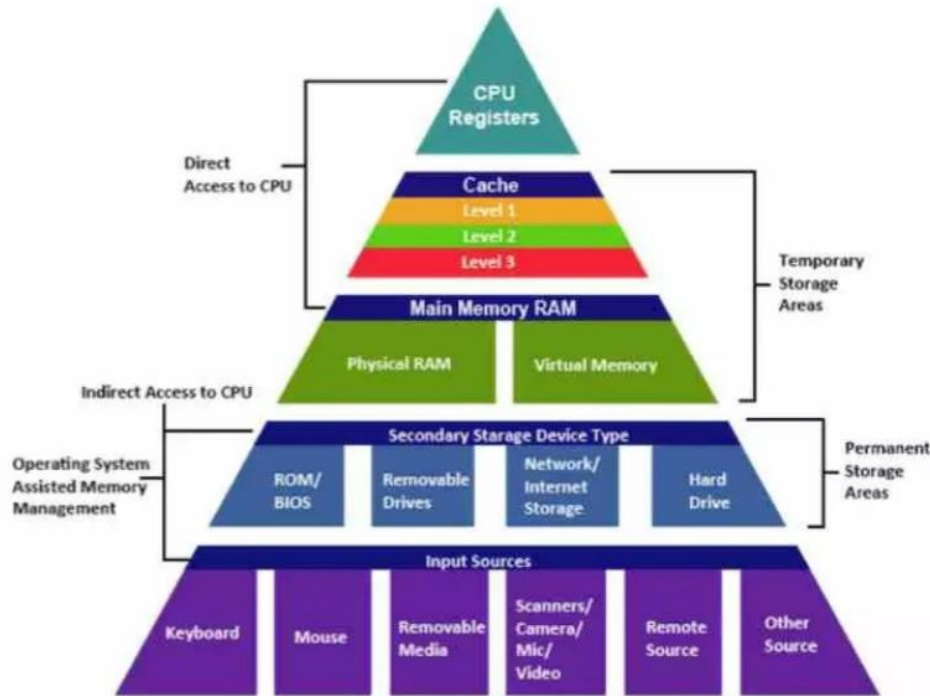 CPU
Registers
Direct
Access to CPU
Cache
Level 1
Level 2
Level 3
Temporary
Storage
Areas
Main Memory RAM
Physical RAM
Virtual Memory
Indirect Access to CPU
Operating System
Assisted Memory
Management
Secondary Starage Device Type
ROM/
BIOS
Removable
Drives
Network/
Internet
Storage
Hard
Drive
Permanent
Storage
Areas
Input Sources
Keyboard
Mouse
Removable
Media
Scanners/
Camera/
Mic/
Video
Remote
Source
Other
Source